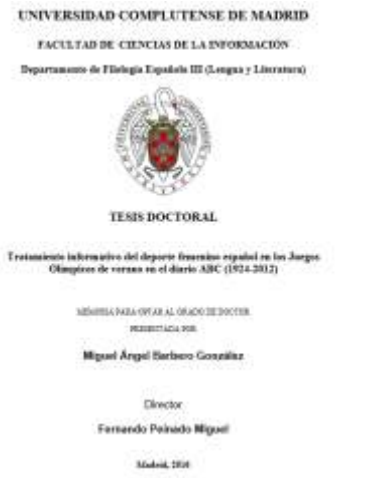 UNIVERSIDAD COMPLUTENSE DE MADRID
FACULTAD DE CIENCIAS DE LA INFORMACIÓN
Departamento de Filología Española III (Lengua y Literatura)
TESIS DOCTORAL
Tratamiento informativo del deporte femenino español en los Juegos
Olímpicos de verano en el diario ABC (1924-2012)
MEMORIA PARA OPTAR AL GRADO DE DOCTOR
PRESENTADA POR
Miguel Ángel Barbero González
Director
Fernando Peinado Miguel
Madrid,